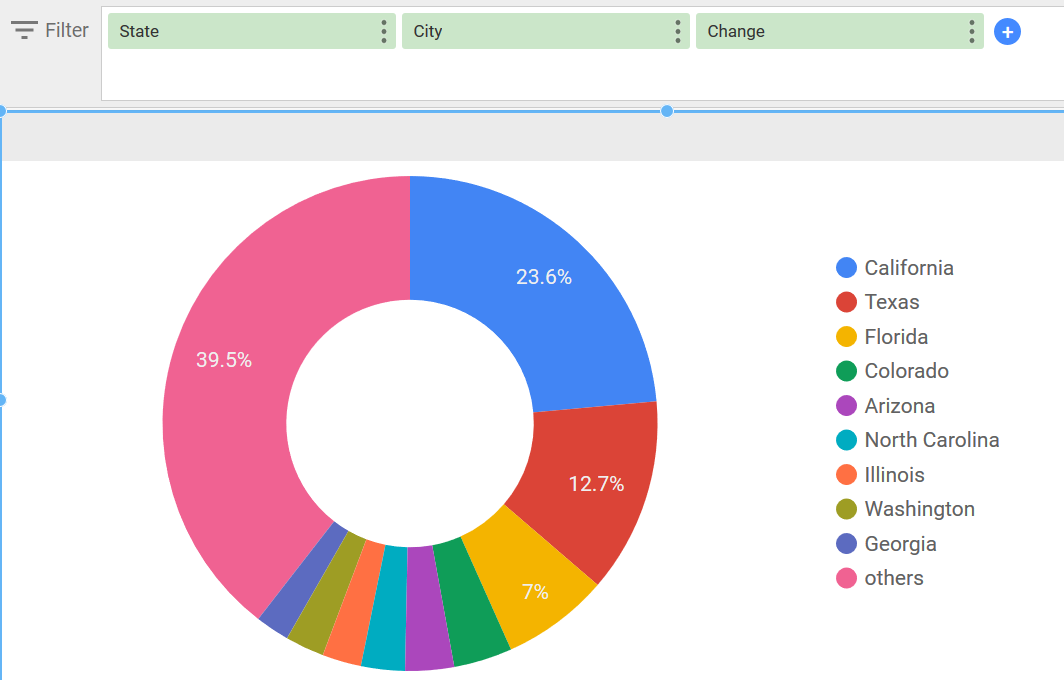 Filter
State
City
Change
+
23.6%
39.5%
12.7%
7%
California
Texas
Florida
Colorado
Arizona
North Carolina
Illinois
Washington
Georgia
others